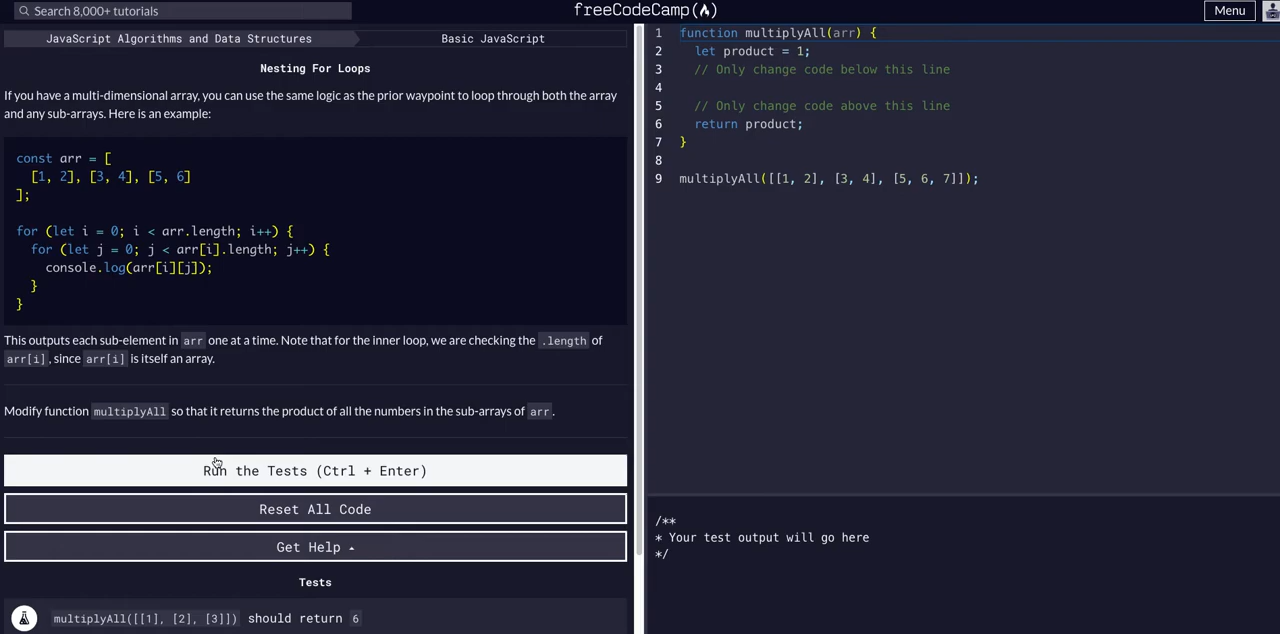 Search 8,000+ tutorials
freeCodeCamp
Menu
JavaScript Algorithms and Data Structures
Basic JavaScript
Nesting For Loops
If you have a multi-dimensional array, you can use the same logic as the prior waypoint to loop through both the array
and any sub-arrays. Here is an example:
const arr = [
  [1, 2], [3, 4], [5, 6]
];
for (let i = 0; i < arr.length; i++) {
  for (let j = 0; j < arr[i].length; j++) {
    console.log(arr[i][j]);
  }
}
This outputs each sub-element in arr one at a time. Note that for the inner loop, we are checking the .length of
arr[i], since arr[i] is itself an array.
Modify function multiplyAll so that it returns the product of all the numbers in the sub-arrays of arr.
Run the Tests (Ctrl + Enter)
Reset All Code
Get Help
Tests
multiplyAll([[1], [2], [3]]) should return 6
1 function multiplyAll(arr) {
2   let product = 1;
3   // Only change code below this line
4
5   // Only change code above this line
6   return product;
7 }
8
9 multiplyAll([[1, 2], [3, 4], [5, 6, 7]]);
/**
* Your test output will go here
*/